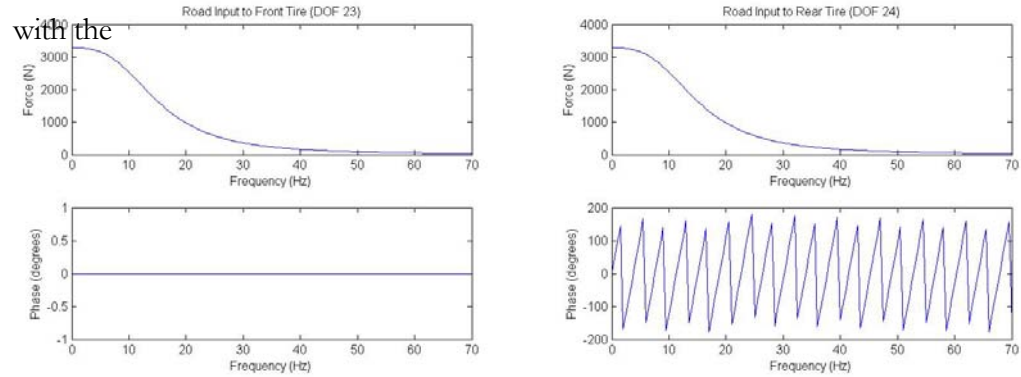 with the
Road Input to Front Tire (DOF 23)
4000
3000
2000
1000
0
Force (N)
0 10 20 30 40 50 60 70
Frequency (Hz)
Road Input to Rear Tire (DOF 24)
4000
3000
2000
1000
0
Force (N)
0 10 20 30 40 50 60 70
Frequency (Hz)
1
0.5
0
-0.5
-1
Phase (degrees)
0 10 20 30 40 50 60 70
Frequency (Hz)
200
100
0
-100
-200
Phase (degrees)
0 10 20 30 40 50 60 70
Frequency (Hz)